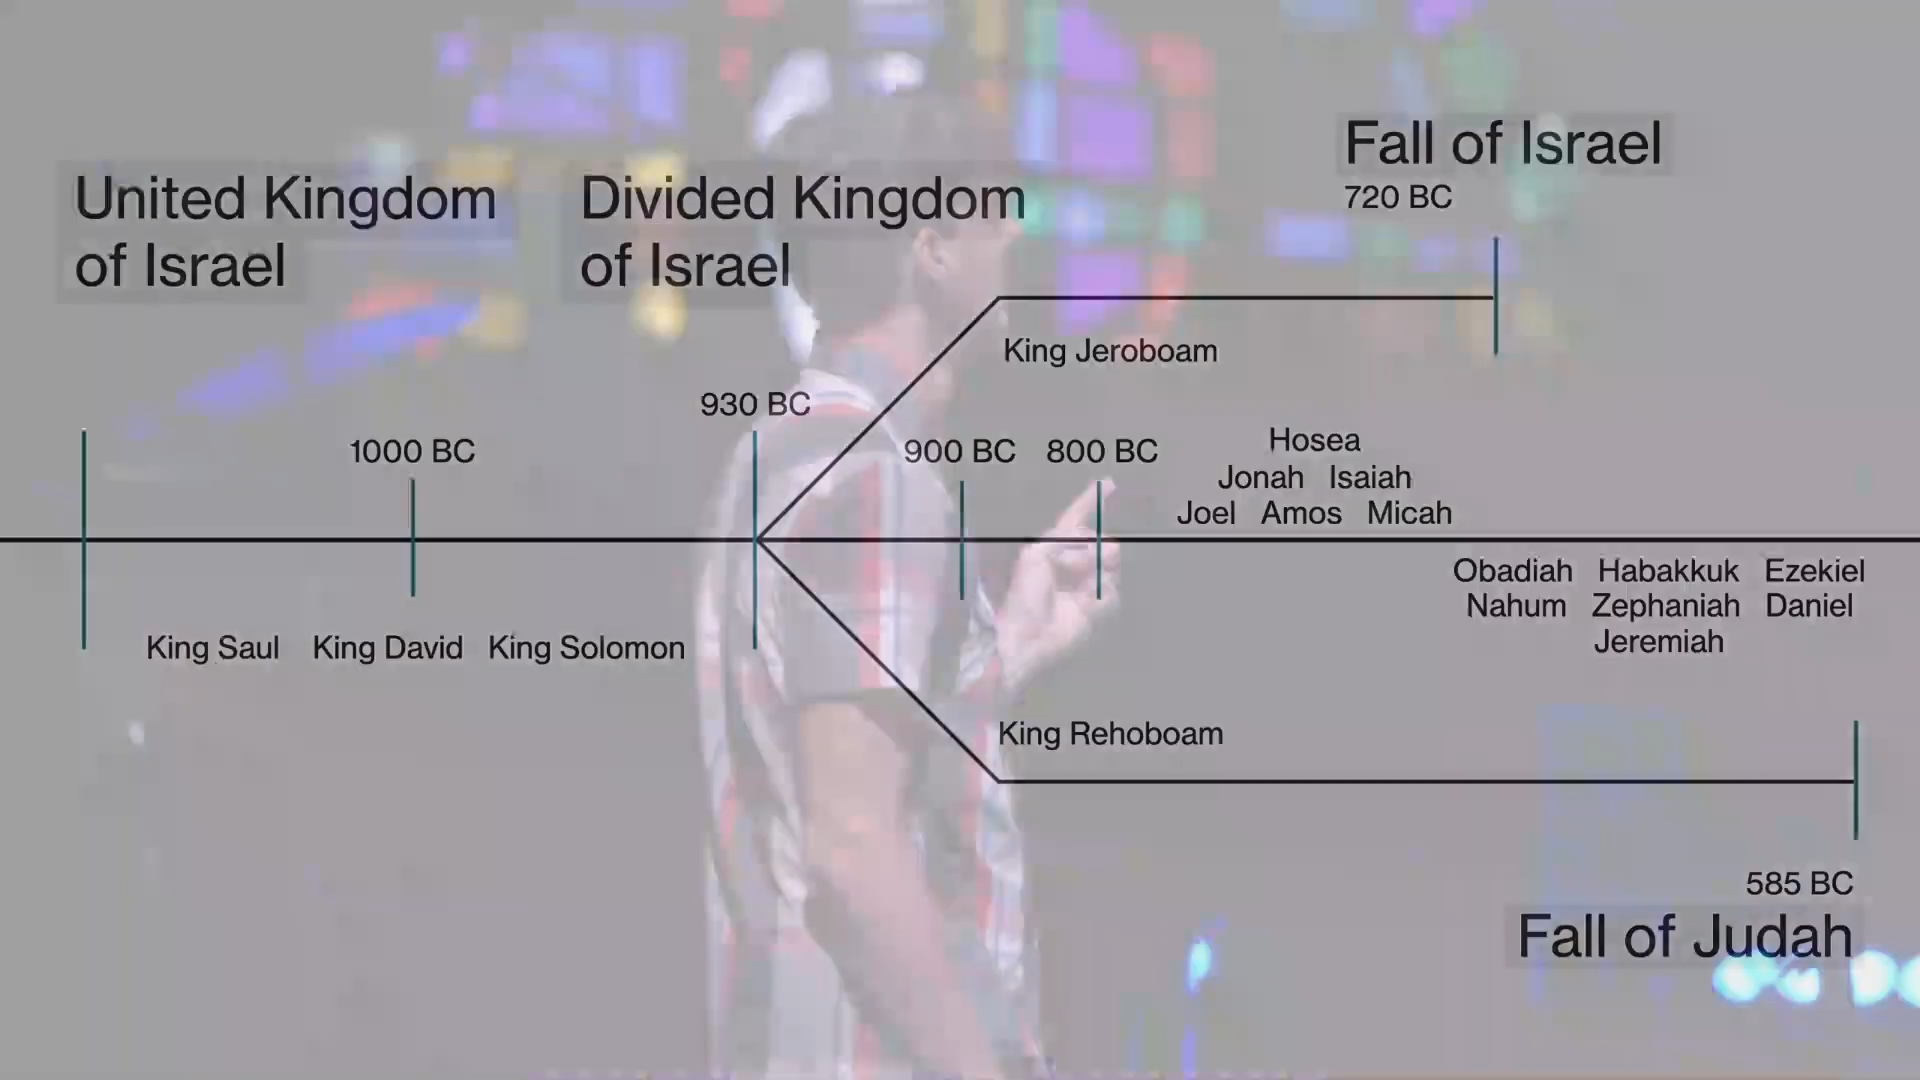 United Kingdom
of Israel
Divided Kingdom
of Israel
Fall of Israel
720 BC
King Jeroboam
930 BC
1000 BC
900 BC
800 BC
Hosea
Jonah Isaiah
Joel Amos Micah
Obadiah Habakkuk Ezekiel
Nahum Zephaniah Daniel
Jeremiah
King Saul King David King Solomon
King Rehoboam
585 BC
Fall of Judah